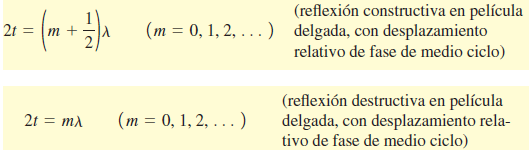 2t = (m + 1/2)λ (m = 0, 1, 2, . . . ) (reflexión constructiva en película
delgada, con desplazamiento
relativo de fase de medio ciclo)
2t = mλ (m = 0, 1, 2, . . . ) (reflexión destructiva en película
delgada, con desplazamiento rela-
tivo de fase de medio ciclo)